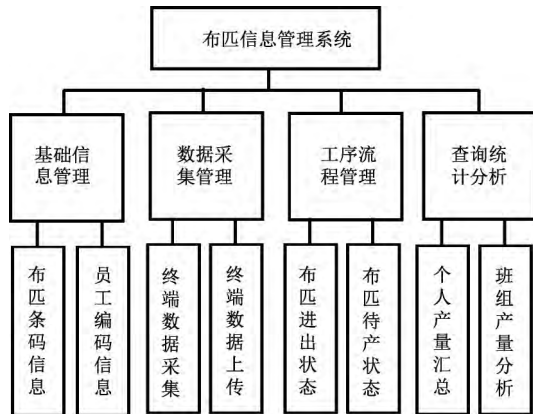 布匹信息管理系统
基础信
息管理
数据采
集管理
工序流
程管理
查询统
计分析
布匹条码信息
员工编码信息
终端数据采集
终端数据上传
布匹进出状态
布匹待产状态
个人产量汇总
班组产量分析